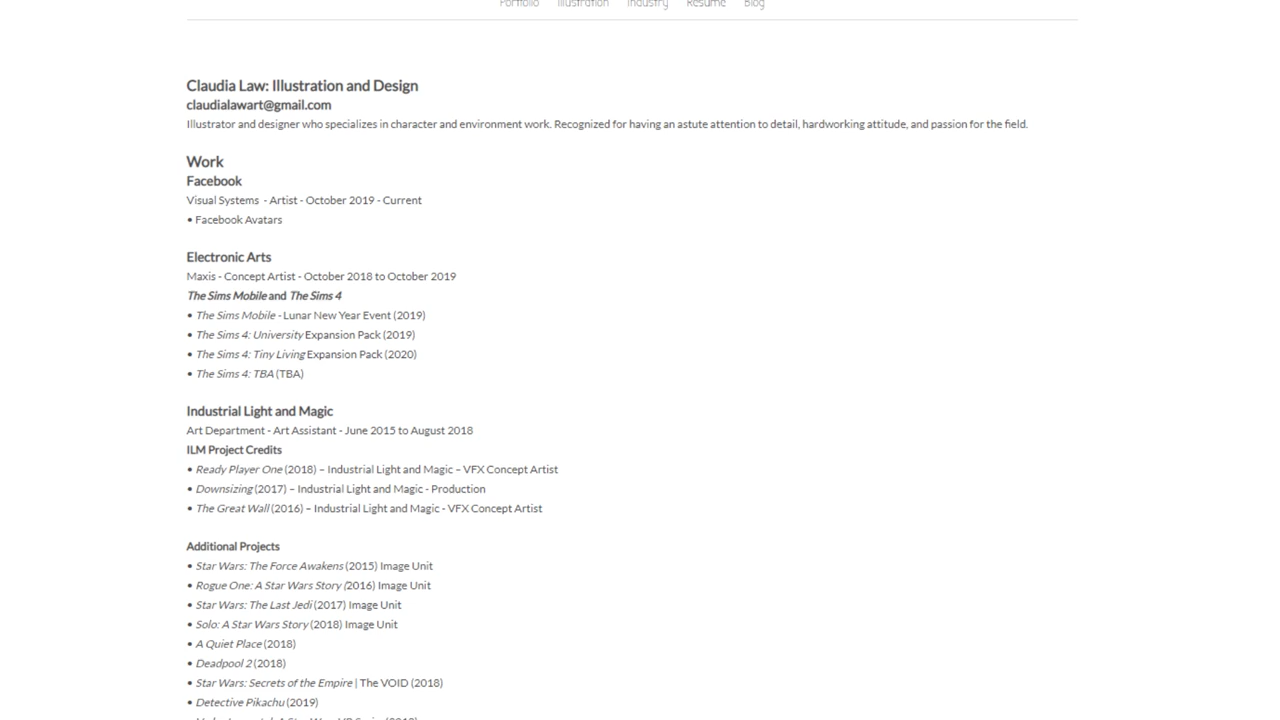 Portfolio Illustration Industry Resume Blog
Claudia Law: Illustration and Design
claudialawart@gmail.com
Illustrator and designer who specializes in character and environment work. Recognized for having an astute attention to detail, hardworking attitude, and passion for the field.
Work
Facebook
Visual Systems - Artist - October 2019 - Current
• Facebook Avatars
Electronic Arts
Maxis - Concept Artist - October 2018 to October 2019
The Sims Mobile and The Sims 4
• The Sims Mobile - Lunar New Year Event (2019)
• The Sims 4: University Expansion Pack (2019)
• The Sims 4: Tiny Living Expansion Pack (2020)
• The Sims 4: TBA (TBA)
Industrial Light and Magic
Art Department - Art Assistant - June 2015 to August 2018
ILM Project Credits
• Ready Player One (2018) – Industrial Light and Magic – VFX Concept Artist
• Downsizing (2017) – Industrial Light and Magic - Production
• The Great Wall (2016) – Industrial Light and Magic - VFX Concept Artist
Additional Projects
• Star Wars: The Force Awakens (2015) Image Unit
• Rogue One: A Star Wars Story (2016) Image Unit
• Star Wars: The Last Jedi (2017) Image Unit
• Solo: A Star Wars Story (2018) Image Unit
• A Quiet Place (2018)
• Deadpool 2 (2018)
• Star Wars: Secrets of the Empire | The VOID (2018)
• Detective Pikachu (2019)